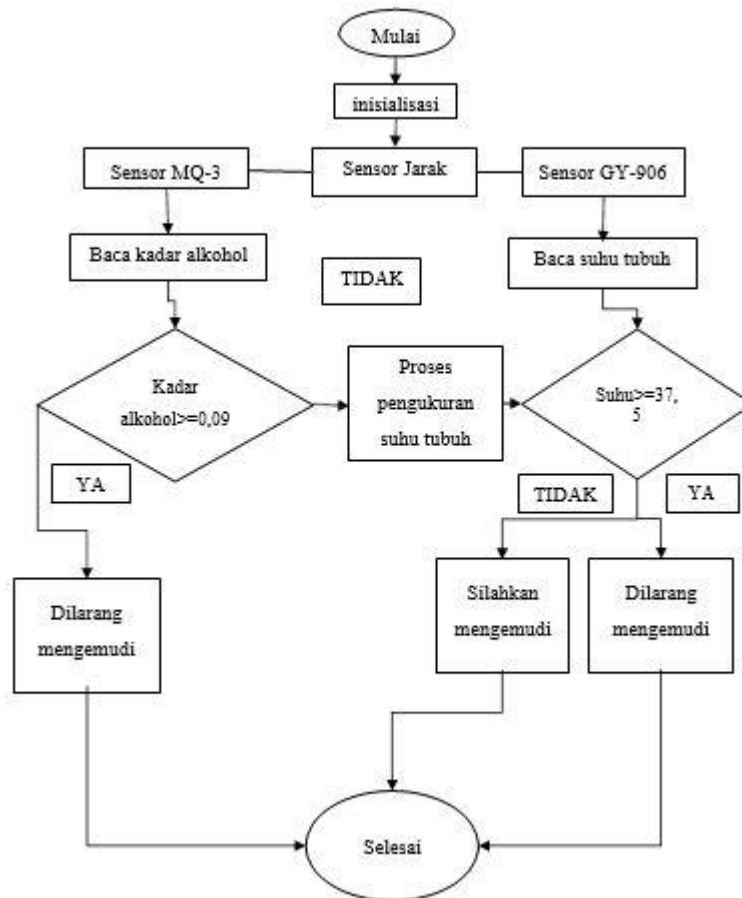 Mulai
inisialisasi
Sensor MQ-3
Sensor Jarak
Sensor GY-906
Baca kadar alkohol
Baca suhu tubuh
TIDAK
Kadar
alkohol>=0,09
Proses
pengukuran
suhu tubuh
Suhu>=37,
5
YA
TIDAK
YA
Dilarang
mengemudi
Silahkan
mengemudi
Dilarang
mengemudi
Selesai